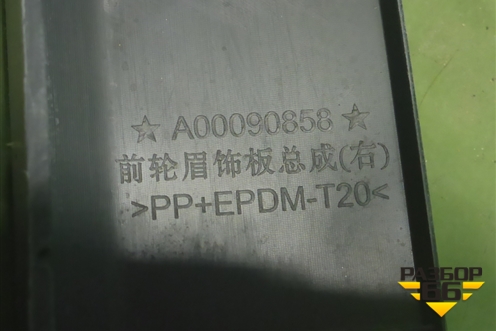 ☆ A00090858 ☆
前轮眉饰板总成(右)
>PP+EPDM-T20<
РАЗБОР
66